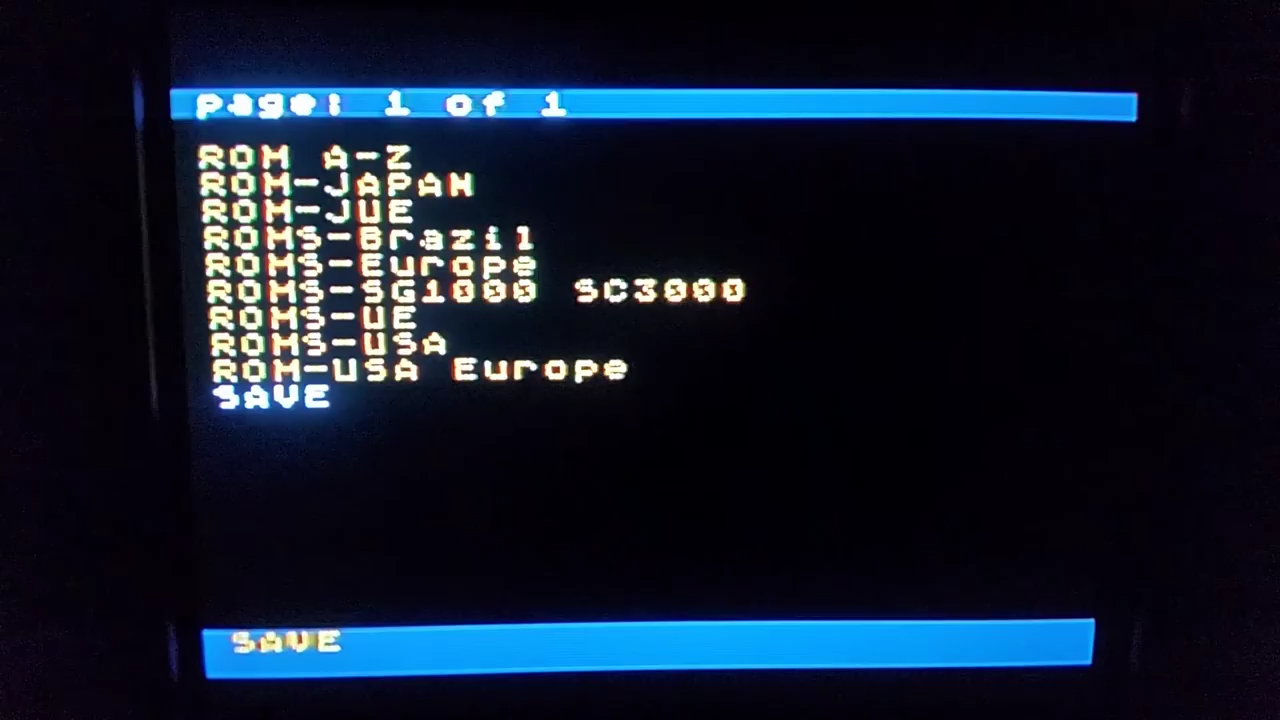 page: 1 of 1
ROM A-Z
ROM-JAPAN
ROM-JUE
ROMS-Brazil
ROMS-Europe
ROMS-SG1000 SC3000
ROMS-UE
ROMS-USA
ROM-USA Europe
SAVE
SAVE